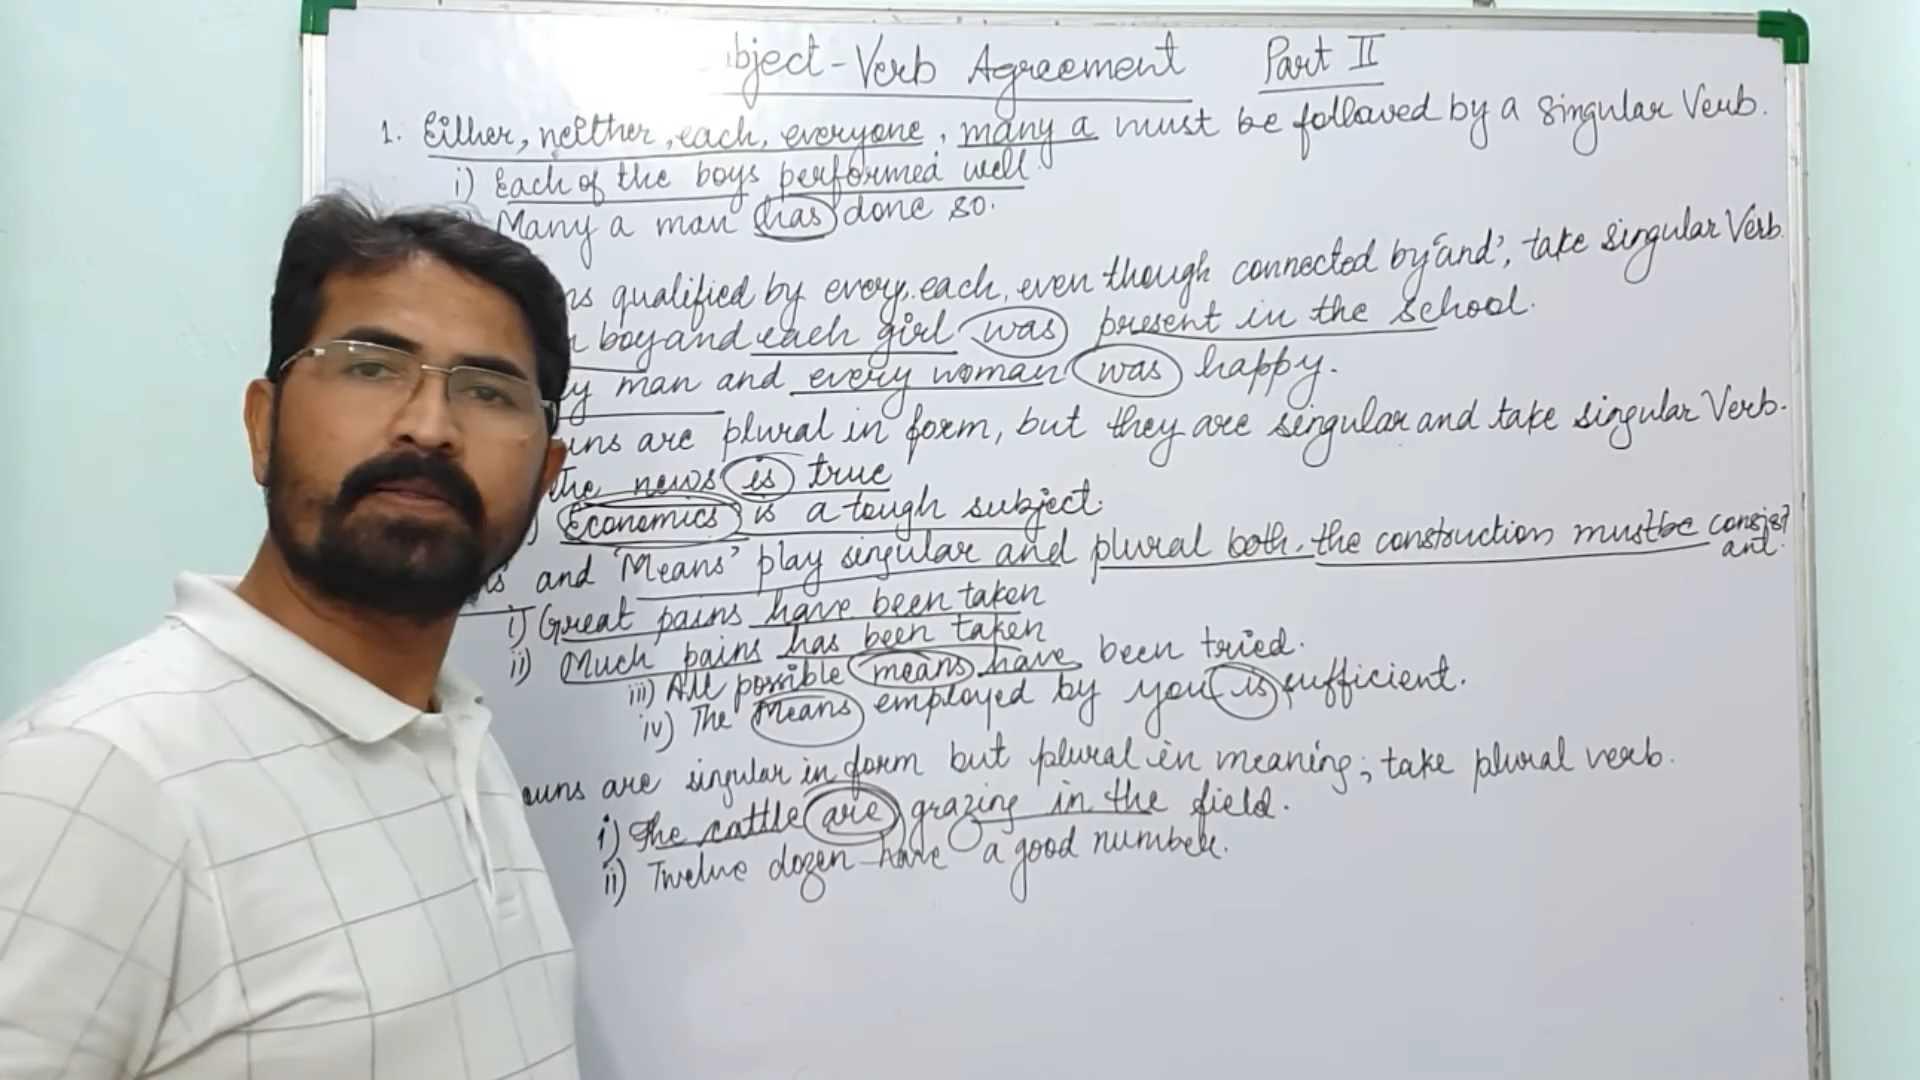 bject-Verb Agreement Part II
1. Either, neither, each, everyone, many a must be followed by a singular Verb.
i) Each of the boys performed well.
Many a man has done so.
ns qualified by every, each, even though connected by 'and', take singular Verb.
boy and each girl was present in the school.
y man and every woman was happy.
uns are plural in form, but they are singular and take singular Verb.
The news is true
) Economics is a tough subject.
and 'Means' play singular and plural both, the construction must be consist
ant.
i) Great pains have been taken
ii) Much pains has been taken
iii) All possible means have been tried.
iv) The Means employed by you is sufficient.
ouns are singular in form but plural in meaning; take plural verb.
i) The cattle are grazing in the field.
ii) Twelve dozen have a good number.